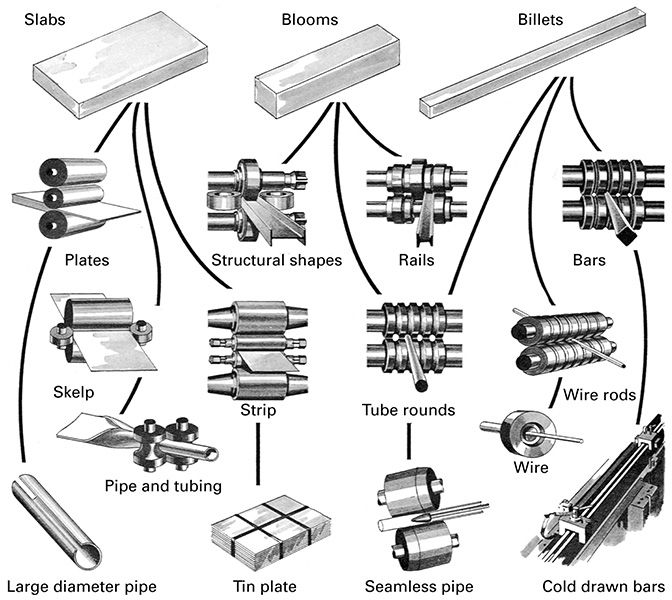 Slabs
Blooms
Billets
Plates
Structural shapes
Rails
Bars
Skelp
Strip
Tube rounds
Wire rods
Pipe and tubing
Wire
Large diameter pipe
Tin plate
Seamless pipe
Cold drawn bars